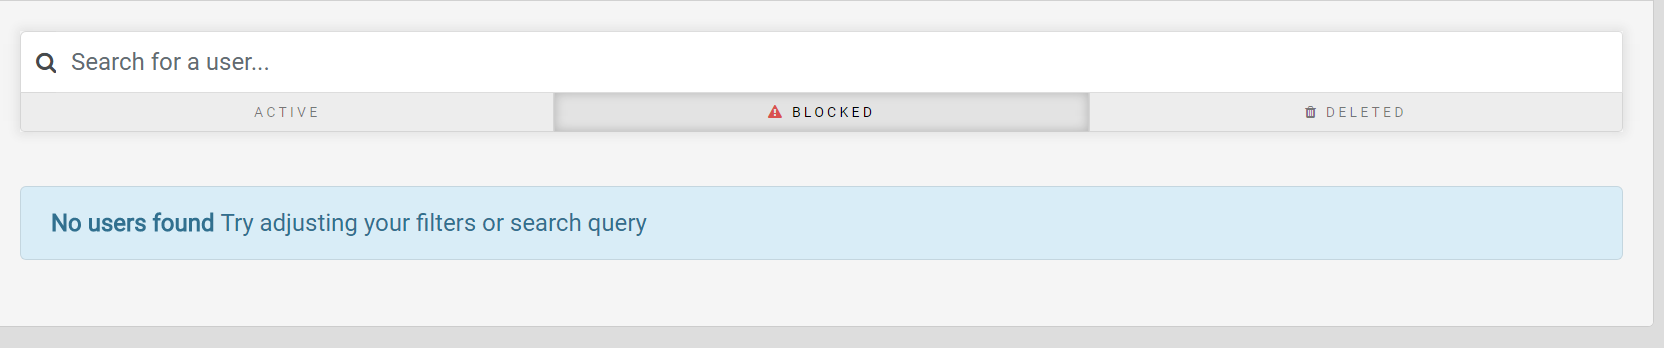 Search for a user...
ACTIVE
BLOCKED
DELETED
No users found Try adjusting your filters or search query